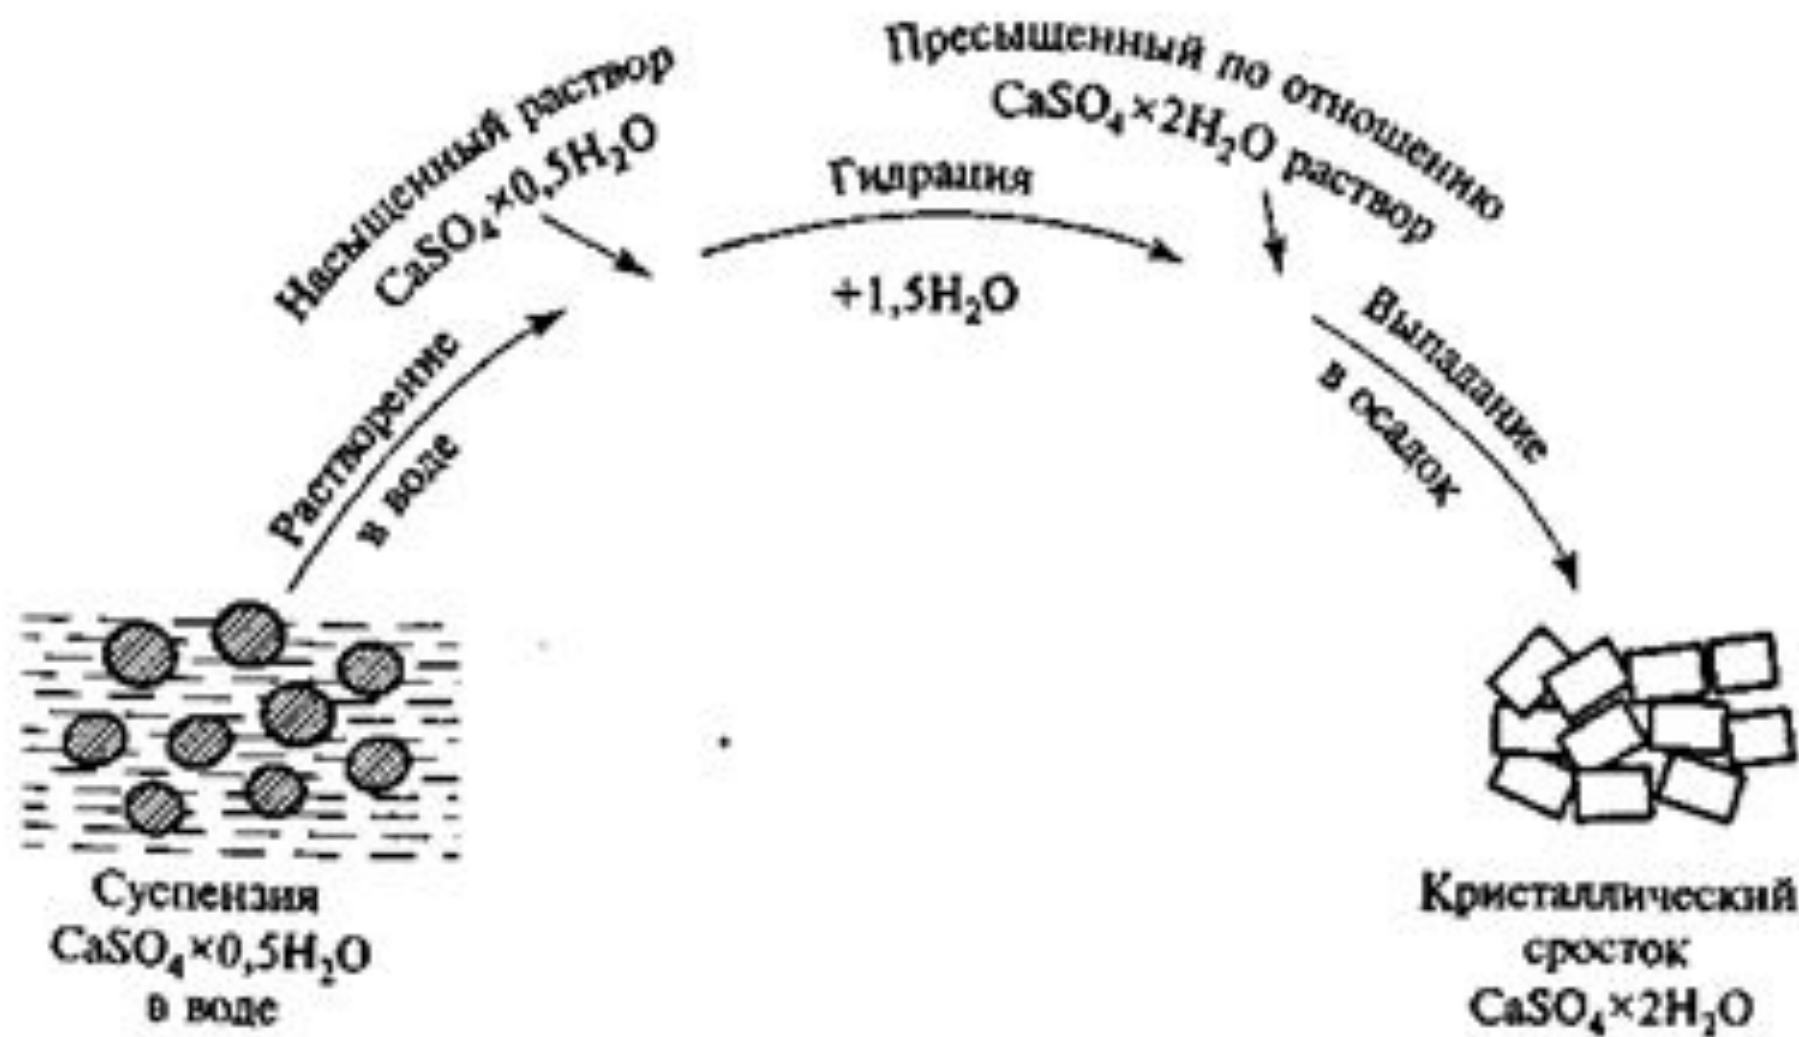 Насыщенный раствор
CaSO₄×0,5H₂O
Пресыщенный по отношению
CaSO₄×2H₂O раствор
Гидрация
+1,5H₂O
Растворение
в воде
Выпадание
в осадок
Суспензия
CaSO₄×0,5H₂O
в воде
Кристаллический
сросток
CaSO₄×2H₂O